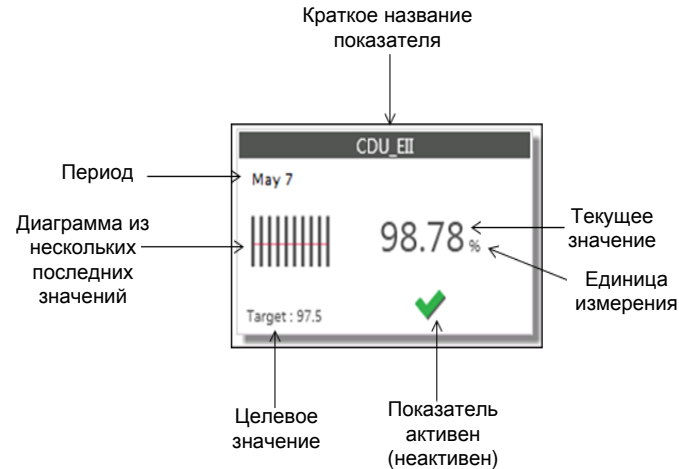 Краткое название
показателя
CDU_EII
Период
May 7
Диаграмма из
нескольких
последних
значений
98.78 %
Текущее
значение
Единица
измерения
Target : 97.5
Целевое
значение
Показатель
активен
(неактивен)